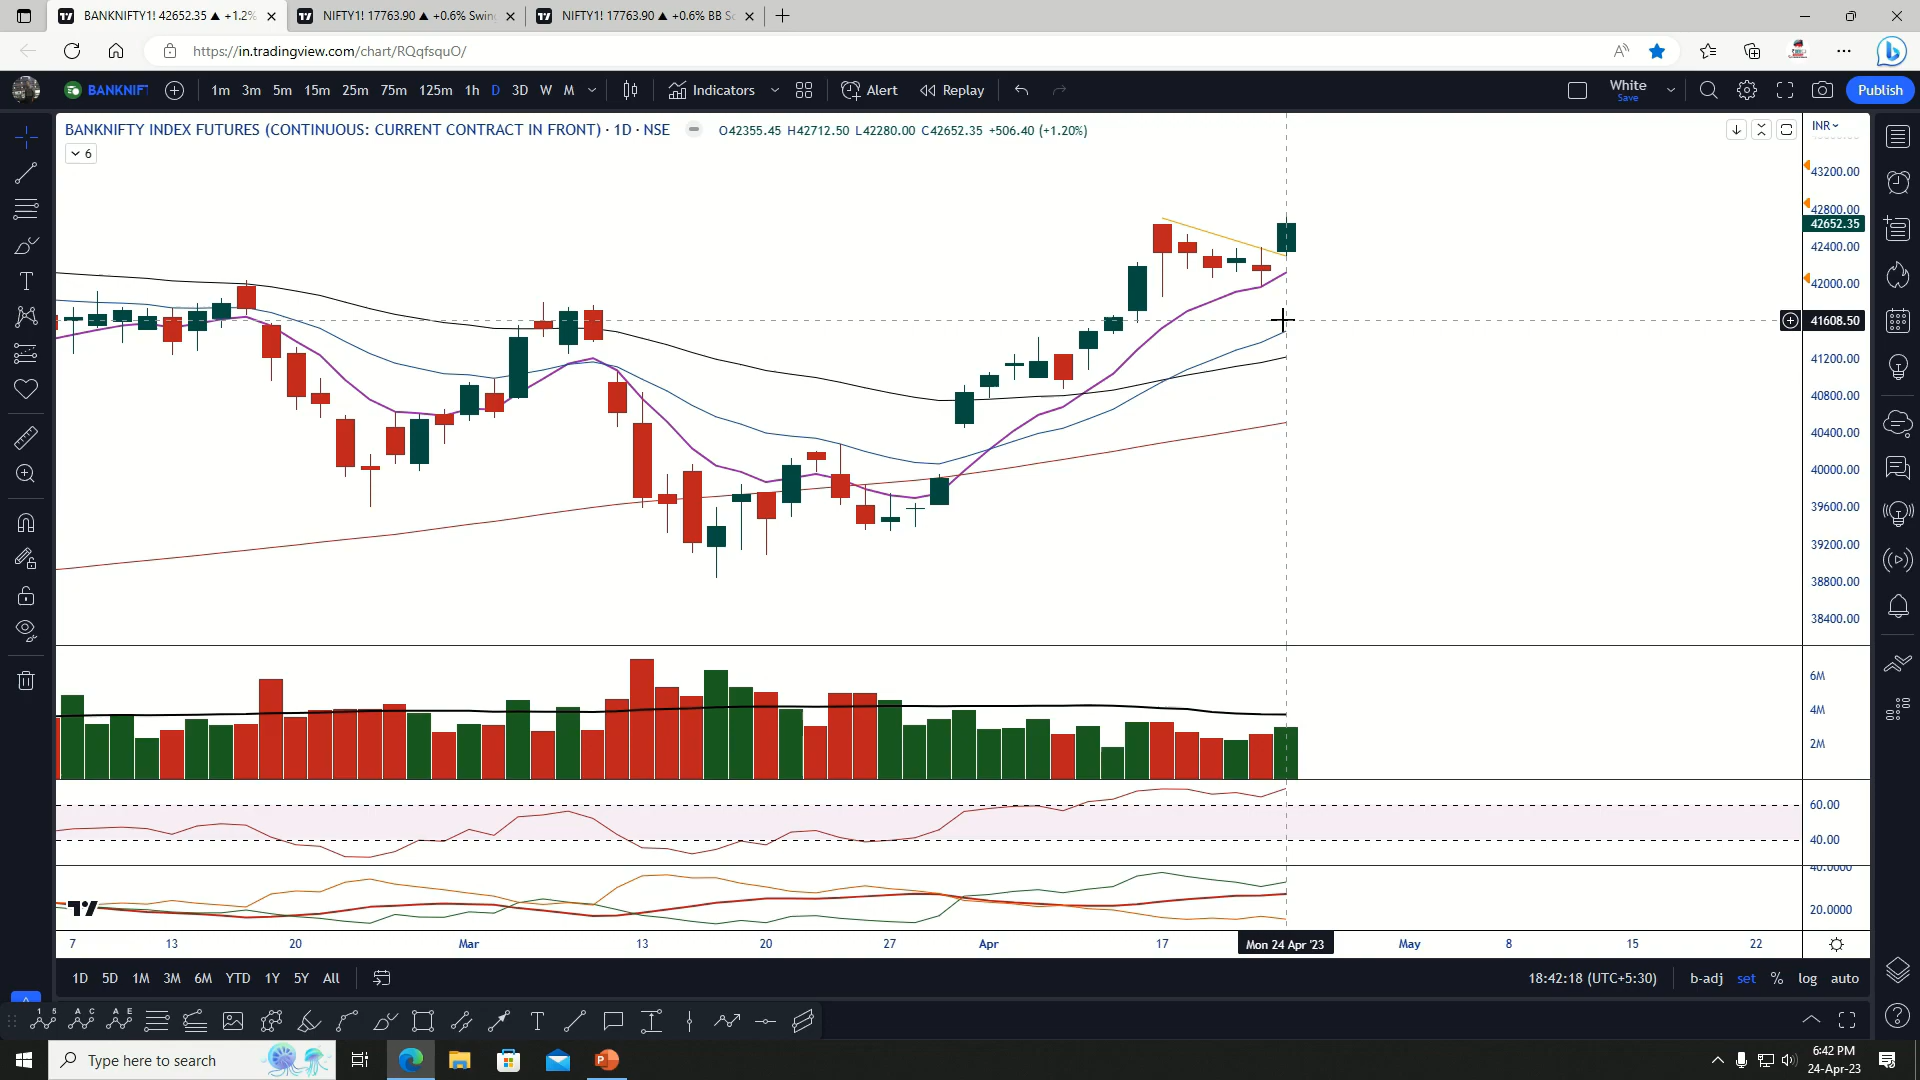 BANKNIFTY1! 42652.35 ▲ +1.2%
NIFTY1! 17763.90 ▲ +0.6% Swin
NIFTY1! 17763.90 ▲ +0.6% BB Sc
https://in.tradingview.com/chart/RQqfsquO/
BANKNIFT
1m 3m 5m 15m 25m 75m 125m 1h D 3D W M
Indicators
Alert
Replay
White
Save
Publish
BANKNIFTY INDEX FUTURES (CONTINUOUS: CURRENT CONTRACT IN FRONT) · 1D · NSE
O42355.45 H42712.50 L42280.00 C42652.35 +506.40 (+1.20%)
INR
6
43200.00
42800.00
42652.35
42400.00
42000.00
41608.50
41200.00
40800.00
40400.00
40000.00
39600.00
39200.00
38800.00
38400.00
6M
4M
2M
60.00
40.00
40.0000
20.0000
7 13 20 Mar 13 20 27 Apr 17 Mon 24 Apr '23 May 8 15 22
1D 5D 1M 3M 6M YTD 1Y 5Y All
18:42:18 (UTC+5:30)
b-adj set % log auto
Type here to search
6:42 PM
24-Apr-23